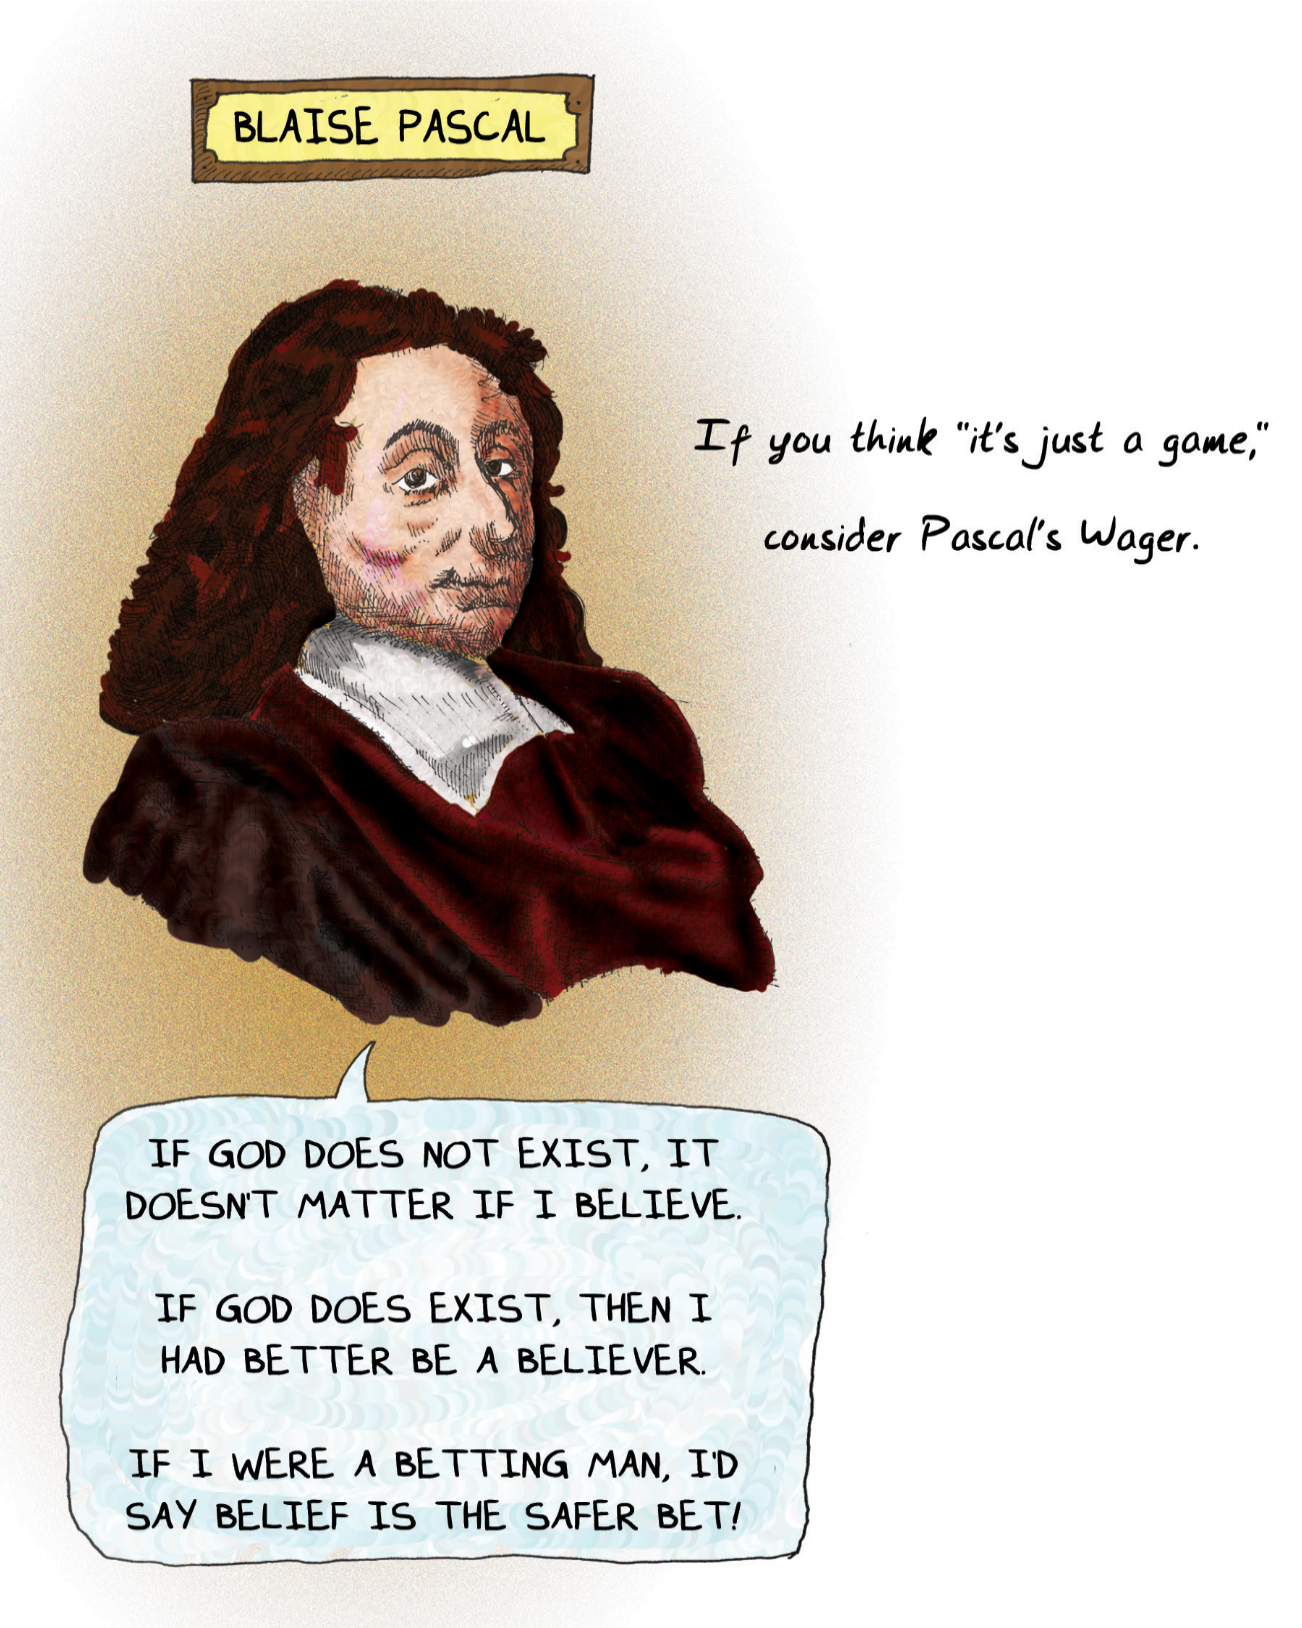 BLAISE PASCAL
If you think "it's just a game,"
consider Pascal's Wager.
IF GOD DOES NOT EXIST, IT
DOESN'T MATTER IF I BELIEVE.
IF GOD DOES EXIST, THEN I
HAD BETTER BE A BELIEVER.
IF I WERE A BETTING MAN, I'D
SAY BELIEF IS THE SAFER BET!